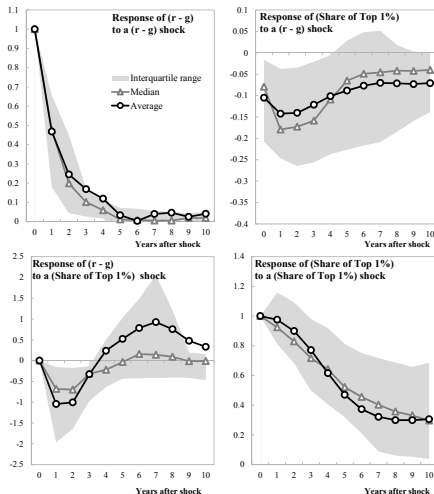 Response of (r - g)
to a (r - g) shock
1.1
1
0.9
0.8
0.7
0.6
0.5
0.4
0.3
0.2
0.1
0
Interquartile range
Median
Average
0 1 2 3 4 5 6 7 8 9 10
Years after shock
Response of (Share of Top 1%)
to a (r - g) shock
0.1
0.05
0
-0.05
-0.1
-0.15
-0.2
-0.25
-0.3
0 1 2 3 4 5 6 7 8 9 10
Years after shock
Response of (r - g)
to a (Share of Top 1%) shock
2.5
2
1.5
1
0.5
0
-0.5
-1
-1.5
-2
-2.5
0 1 2 3 4 5 6 7 8 9 10
Years after shock
Response of (Share of Top 1%)
to a (Share of Top 1%) shock
1.4
1.2
1
0.8
0.6
0.4
0.2
0
0 1 2 3 4 5 6 7 8 9 10
Years after shock